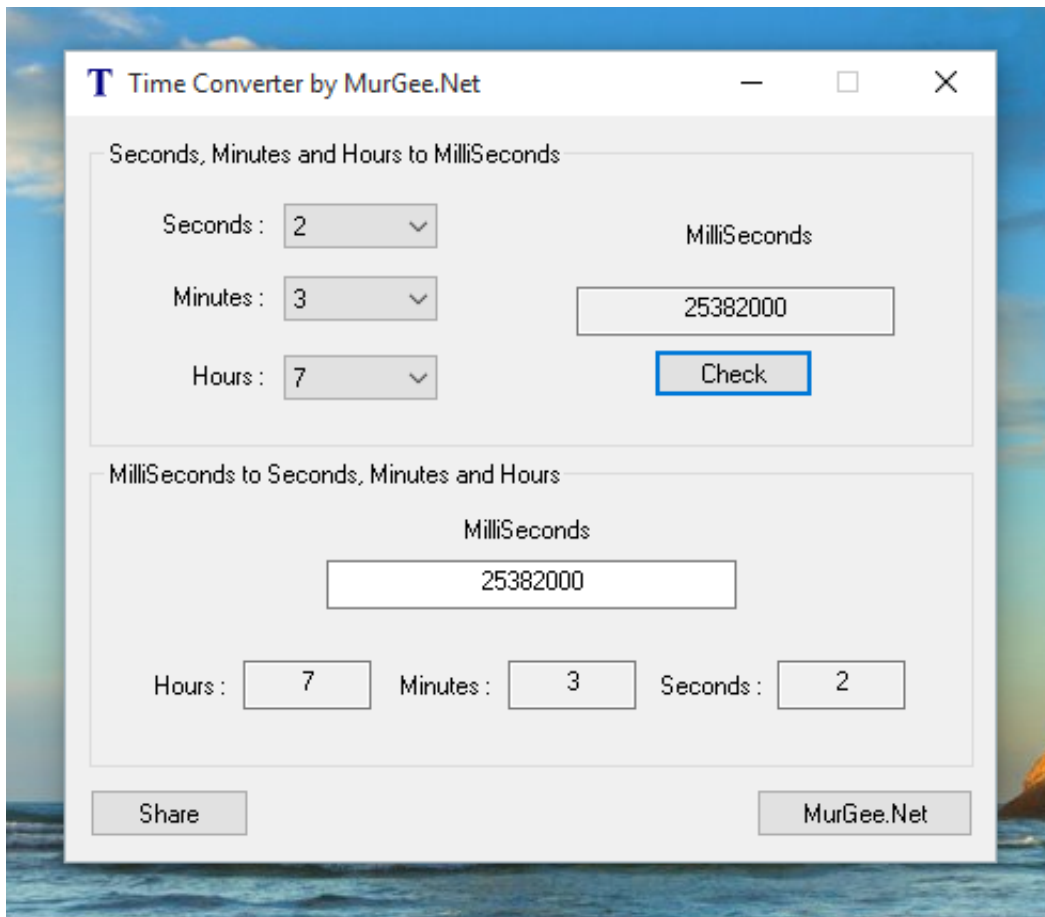 T Time Converter by MurGee.Net
Seconds, Minutes and Hours to MilliSeconds
Seconds : 2
MilliSeconds
Minutes : 3
25382000
Hours : 7
Check
MilliSeconds to Seconds, Minutes and Hours
MilliSeconds
25382000
Hours : 7 Minutes : 3 Seconds : 2
Share MurGee.Net